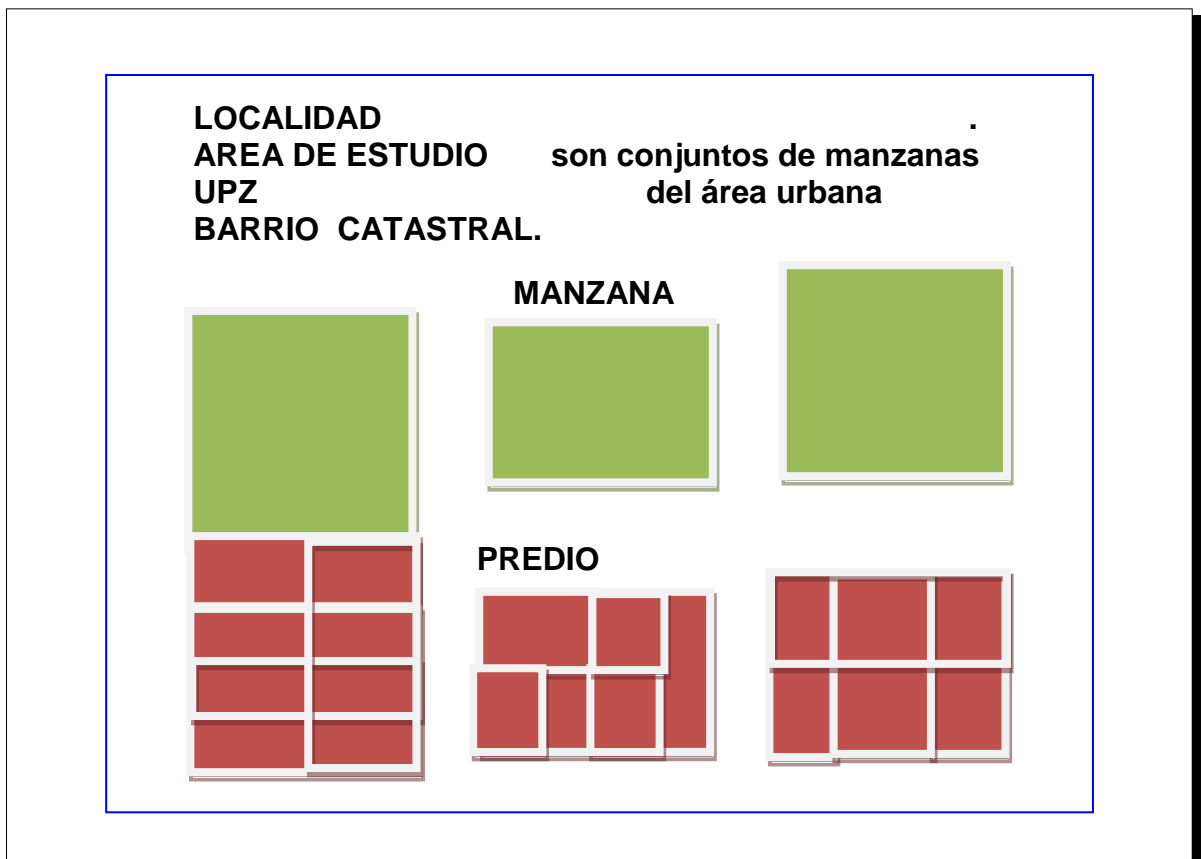 LOCALIDAD .
AREA DE ESTUDIO son conjuntos de manzanas
UPZ del área urbana
BARRIO CATASTRAL.
MANZANA
PREDIO